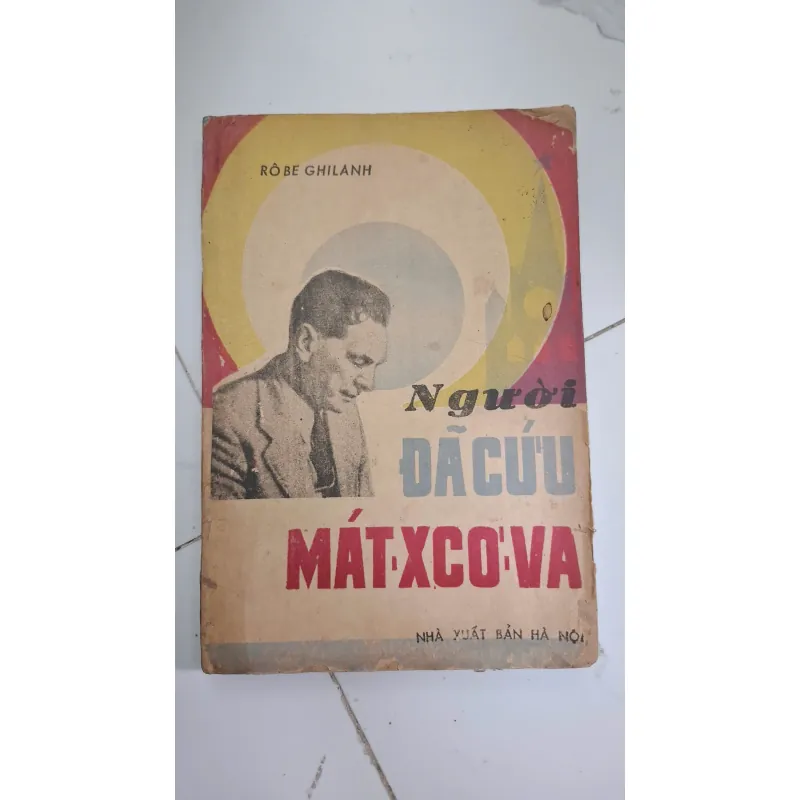 RÔBE GHILANH
Người
ĐÃ CỨU
MÁT-XCƠ-VA
NHÀ XUẤT BẢN HÀ NỘI